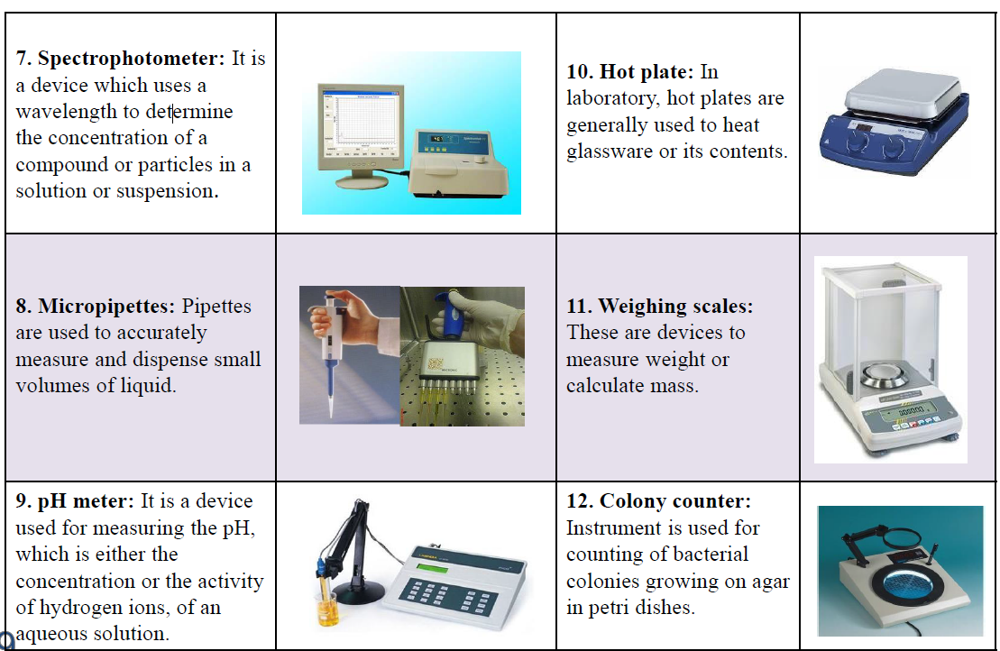 7. Spectrophotometer: It is
a device which uses a
wavelength to determine
the concentration of a
compound or particles in a
solution or suspension.
10. Hot plate: In
laboratory, hot plates are
generally used to heat
glassware or its contents.
8. Micropipettes: Pipettes
are used to accurately
measure and dispense small
volumes of liquid.
11. Weighing scales:
These are devices to
measure weight or
calculate mass.
9. pH meter: It is a device
used for measuring the pH,
which is either the
concentration or the activity
of hydrogen ions, of an
aqueous solution.
12. Colony counter:
Instrument is used for
counting of bacterial
colonies growing on agar
in petri dishes.